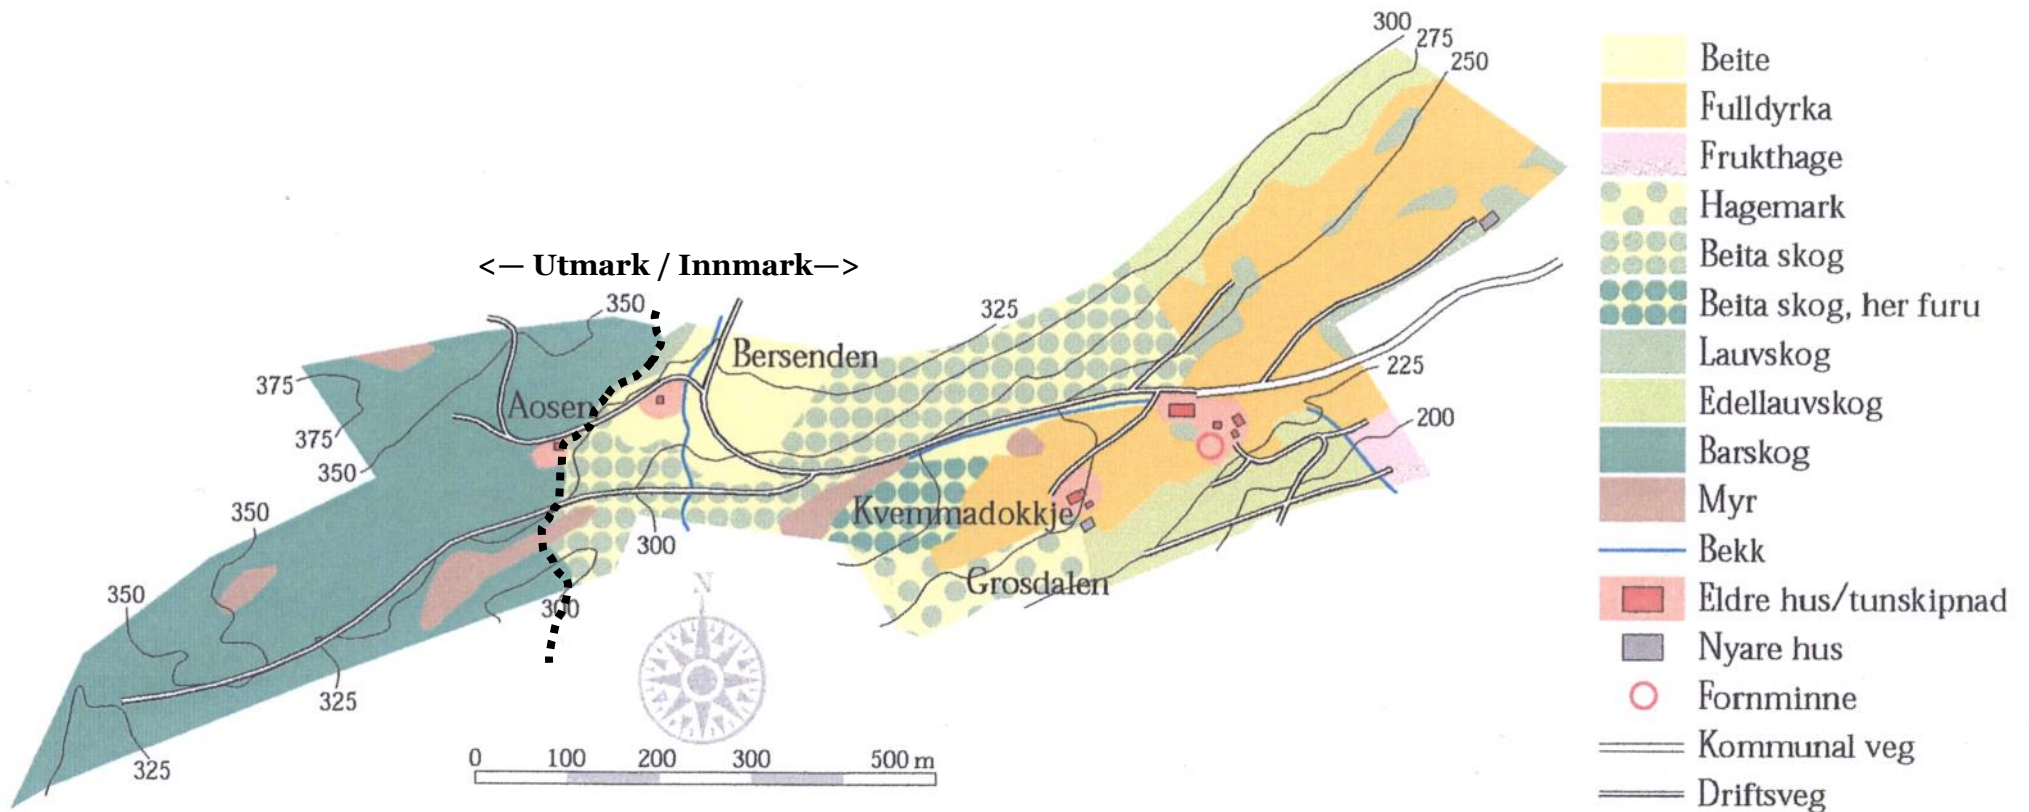 300
275
250
<— Utmark / Innmark—>
350
325
Bersenden
375
Aosen
225
375
350
200
350
Kvemmadokkje
300
Grosdalen
350
300
N
325
325
0 100 200 300 500 m
Beite
Fulldyrka
Frukthage
Hagemark
Beita skog
Beita skog, her furu
Lauvskog
Edellauvskog
Barskog
Myr
Bekk
Eldre hus/tunskipnad
Nyare hus
Fornminne
Kommunal veg
Driftsveg